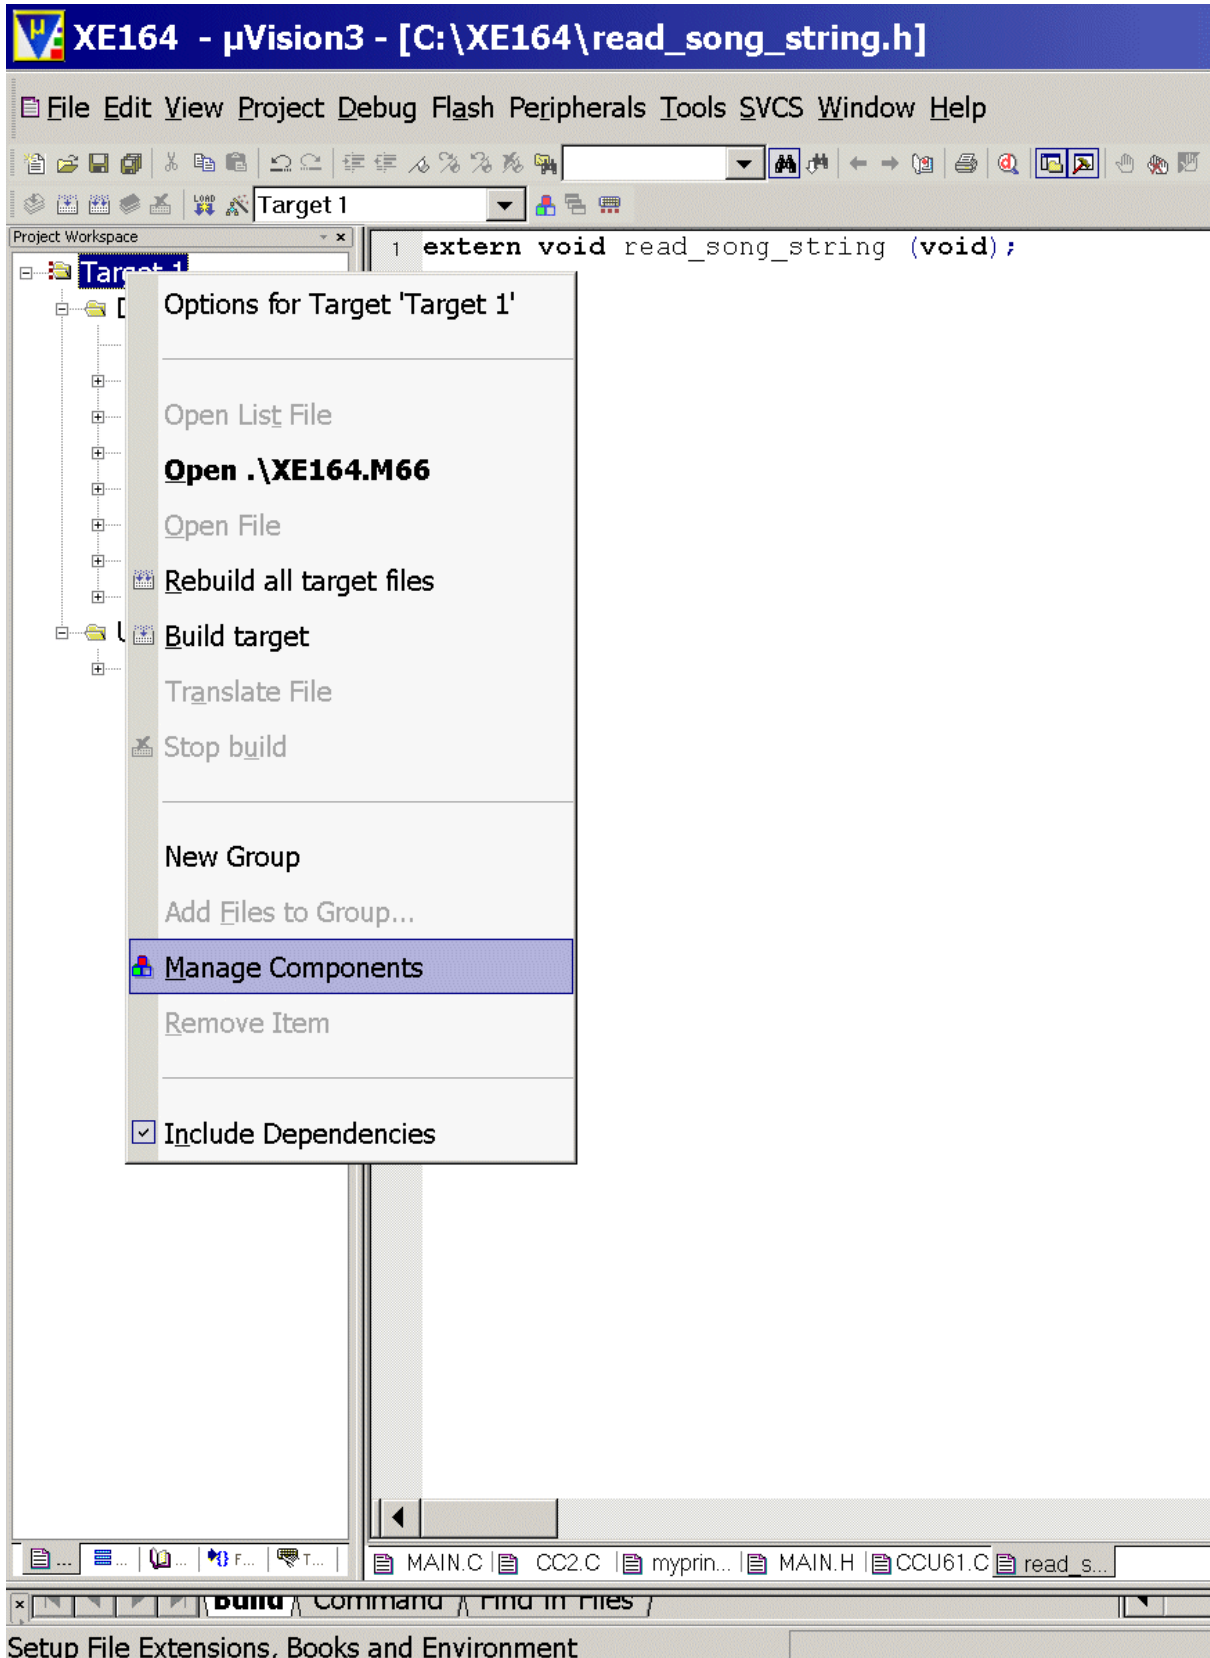 XE164 - µVision3 - [C:\XE164\read_song_string.h]
File Edit View Project Debug Flash Peripherals Tools SVCS Window Help
LOAD Target 1
Project Workspace
1 extern void read_song_string (void);
Target 1
Options for Target 'Target 1'
Open List File
Open .\XE164.M66
Open File
Rebuild all target files
Build target
Translate File
Stop build
New Group
Add Files to Group...
Manage Components
Remove Item
Include Dependencies
... ... ... F... T...
MAIN.C CC2.C myprin... MAIN.H CCU61.C read_s...
Build Command Find in Files
Setup File Extensions, Books and Environment